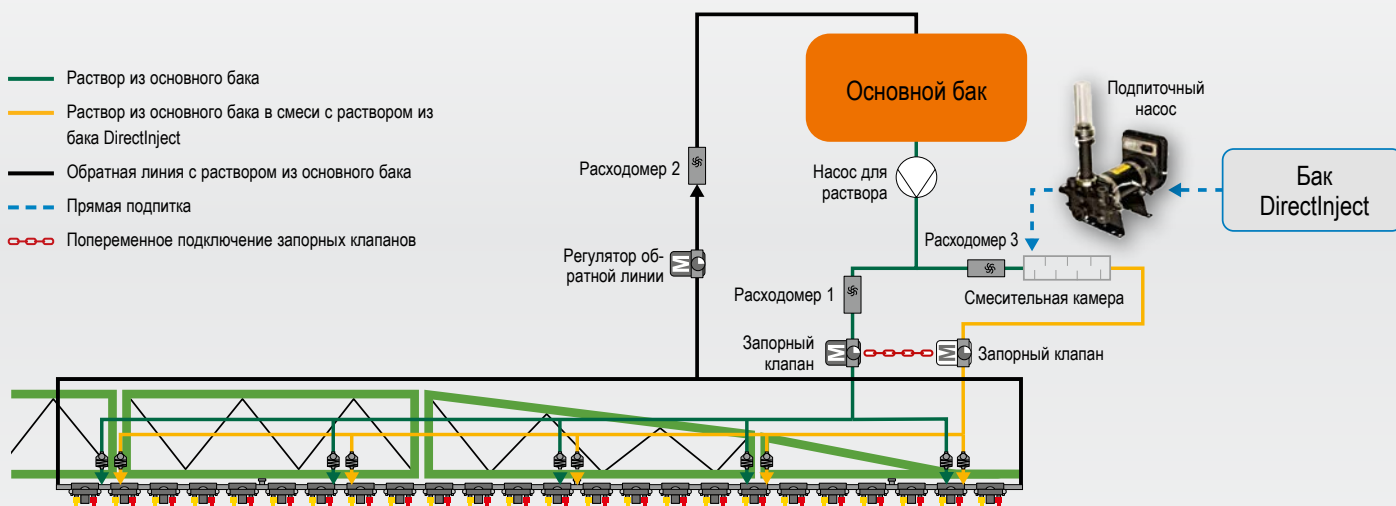 Раствор из основного бака
Раствор из основного бака в смеси с раствором из
бака DirectInject
Обратная линия с раствором из основного бака
Прямая подпитка
Попеременное подключение запорных клапанов
Основной бак
Подпиточный
насос
Расходомер 2
Насос для
раствора
Бак
DirectInject
Регулятор об-
ратной линии
M
Расходомер 3
Расходомер 1
Смесительная камера
Запорный
клапан
M
M
Запорный клапан